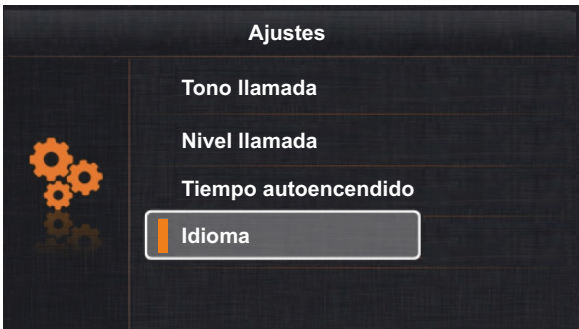 Ajustes
Tono llamada
Nivel llamada
Tiempo autoencendido
Idioma